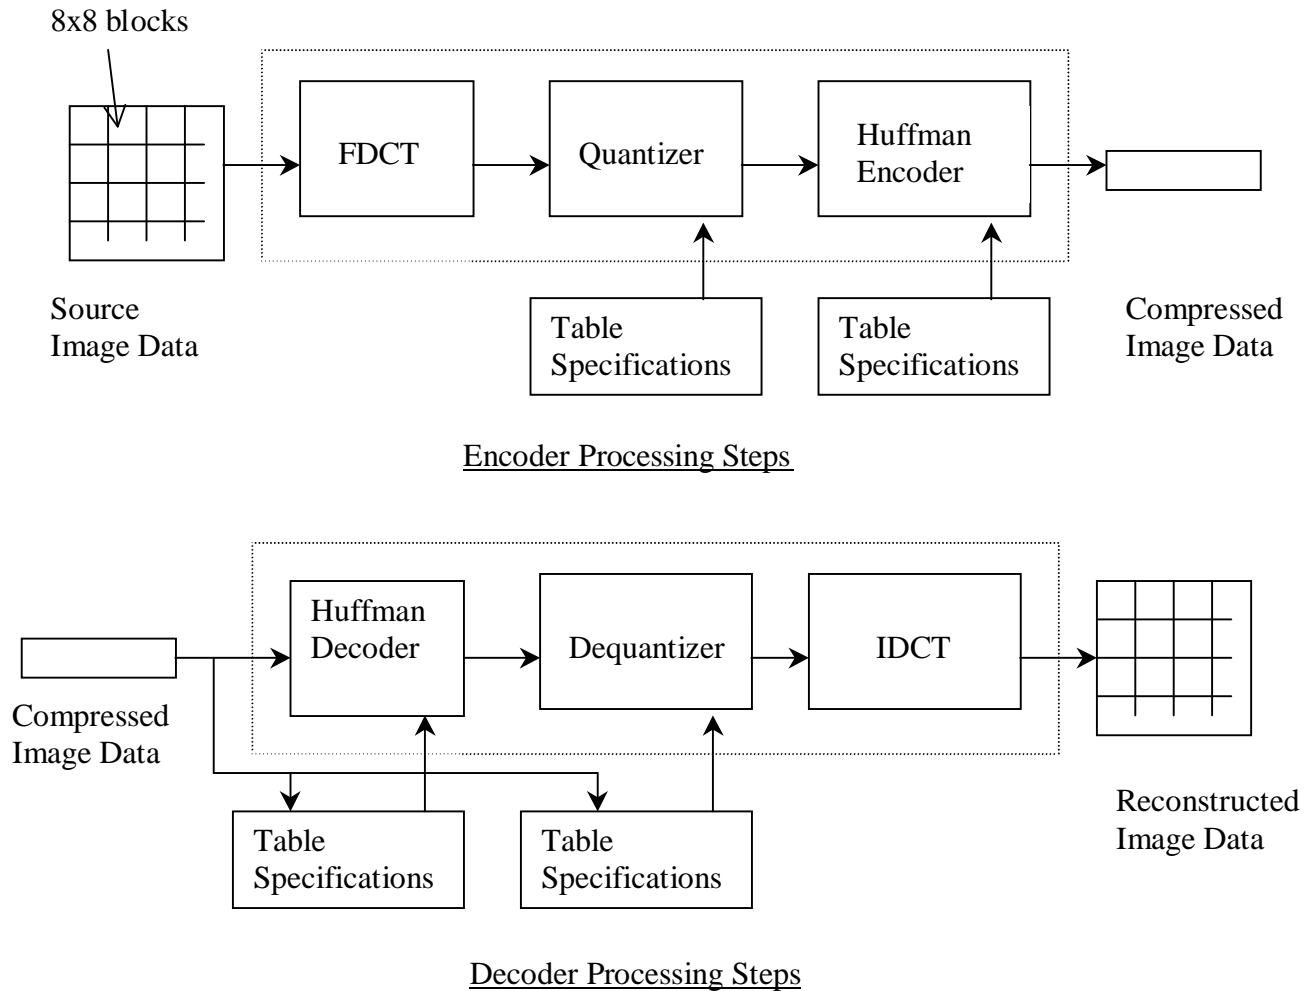 8x8 blocks
FDCT
Quantizer
Huffman
Encoder
Source
Image Data
Table
Specifications
Table
Specifications
Compressed
Image Data
Encoder Processing Steps
Huffman
Decoder
Dequantizer
IDCT
Compressed
Image Data
Table
Specifications
Table
Specifications
Reconstructed
Image Data
Decoder Processing Steps